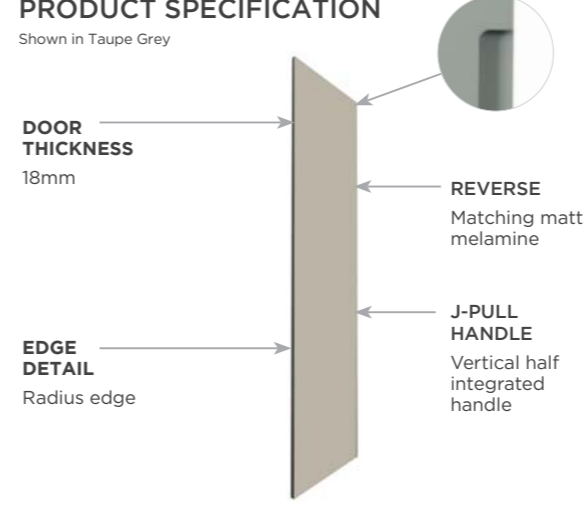 PRODUCT SPECIFICATION
Shown in Taupe Grey
DOOR
THICKNESS
18mm
REVERSE
Matching matt
melamine
J-PULL
HANDLE
Vertical half
integrated
handle
EDGE
DETAIL
Radius edge